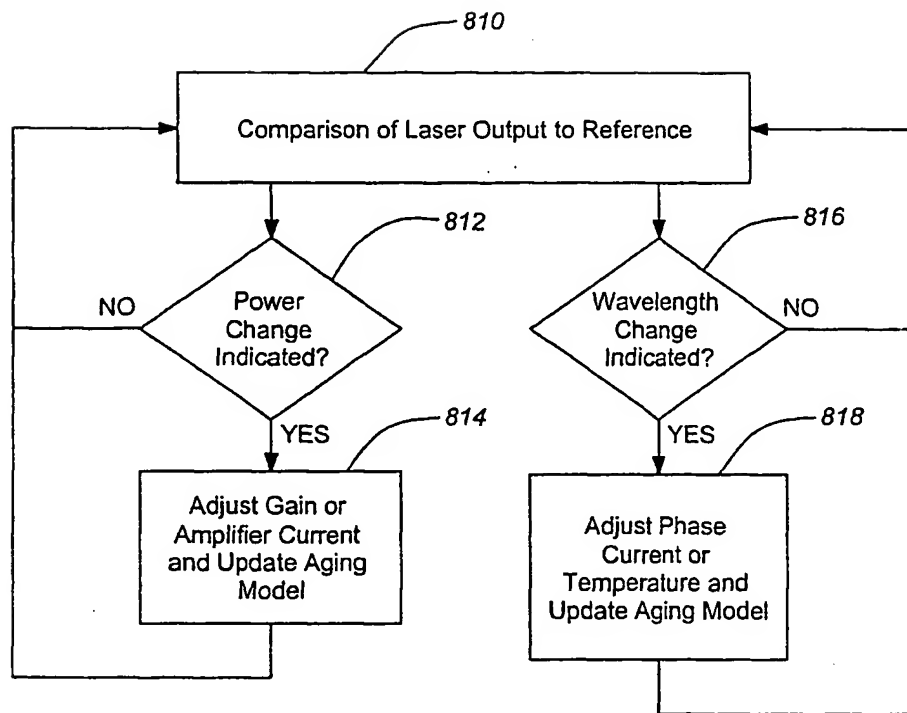 810
Comparison of Laser Output to Reference
812
816
NO
Power
Change
Indicated?
Wavelength
Change
Indicated?
NO
YES
814
YES
818
Adjust Gain or
Amplifier Current
and Update Aging
Model
Adjust Phase
Current or
Temperature and
Update Aging Model